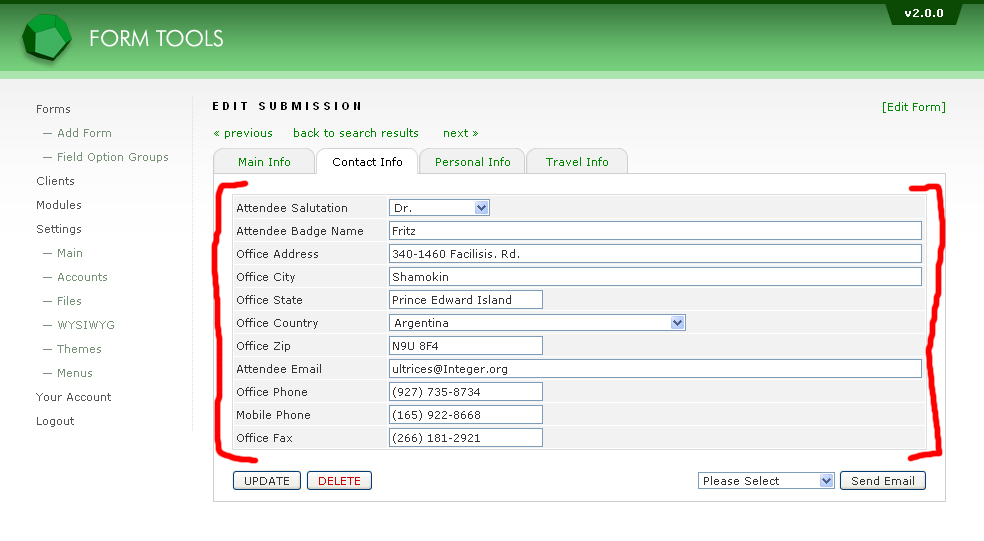 v2.0.0
FORM TOOLS
Forms
— Add Form
— Field Option Groups
Clients
Modules
Settings
— Main
— Accounts
— Files
— WYSIWYG
— Themes
— Menus
Your Account
Logout
EDIT SUBMISSION
[Edit Form]
« previous back to search results next »
Main Info Contact Info Personal Info Travel Info
Attendee Salutation Dr.
Attendee Badge Name Fritz
Office Address 340-1460 Facilisis. Rd.
Office City Shamokin
Office State Prince Edward Island
Office Country Argentina
Office Zip N9U 8F4
Attendee Email ultrices@Integer.org
Office Phone (927) 735-8734
Mobile Phone (165) 922-8668
Office Fax (266) 181-2921
UPDATE DELETE Please Select Send Email